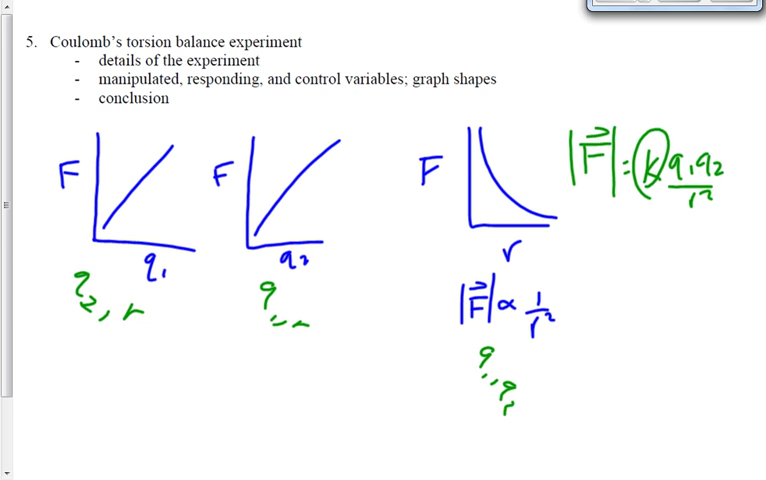 5. Coulomb's torsion balance experiment
- details of the experiment
- manipulated, responding, and control variables; graph shapes
- conclusion
F
q₁
q₂, r
F
q₂
q₁, r
F
r
|F⃗| ∝ 1/r²
q₁, q₂
|F⃗| = k q₁q₂/r²